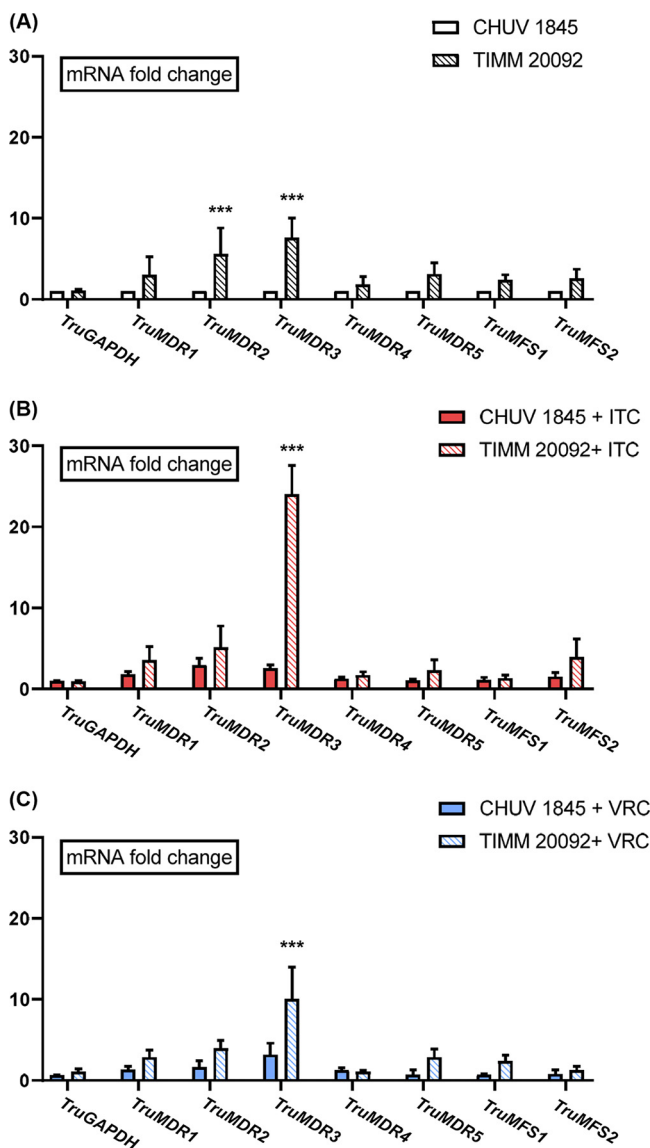 (A)
CHUV 1845
TIMM 20092
mRNA fold change
30
20
10
0
***
***
TruGAPDH
TruMDR1
TruMDR2
TruMDR3
TruMDR4
TruMDR5
TruMFS1
TruMFS2
(B)
CHUV 1845 + ITC
TIMM 20092+ ITC
mRNA fold change
30
20
10
0
***
TruGAPDH
TruMDR1
TruMDR2
TruMDR3
TruMDR4
TruMDR5
TruMFS1
TruMFS2
(C)
CHUV 1845 + VRC
TIMM 20092+ VRC
mRNA fold change
30
20
10
0
***
TruGAPDH
TruMDR1
TruMDR2
TruMDR3
TruMDR4
TruMDR5
TruMFS1
TruMFS2